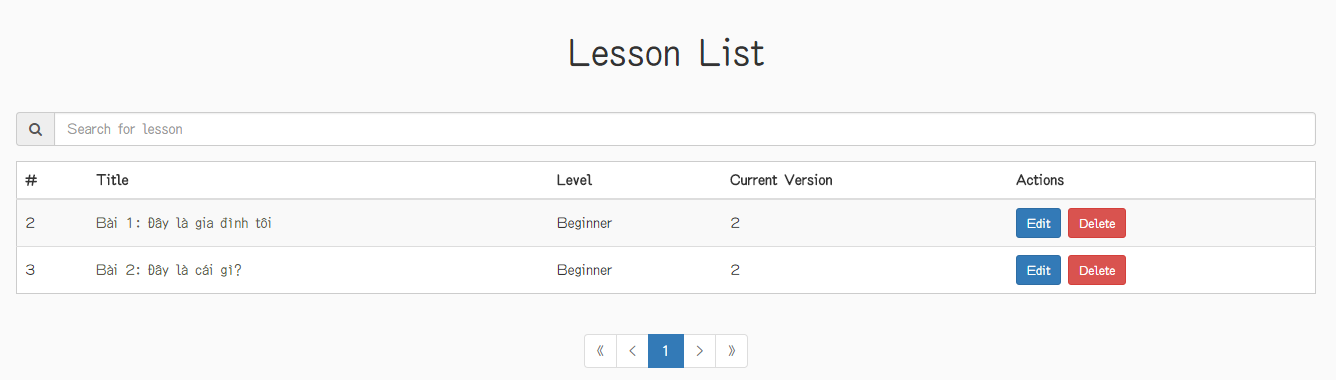 Lesson List
Search for lesson
# Title Level Current Version Actions
2 Bài 1: Đây là gia đình tôi Beginner 2 Edit Delete
3 Bài 2: Đây là cái gì? Beginner 2 Edit Delete
« < 1 > »